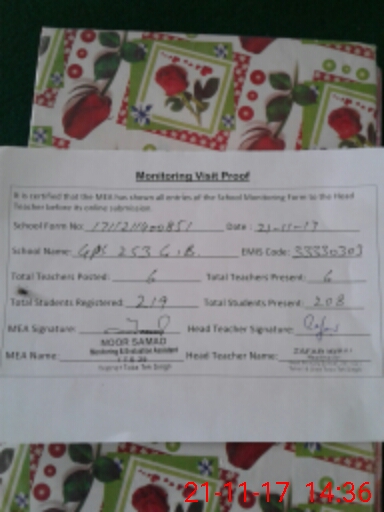 Monitoring Visit Proof
It is certified that the MEA has shown all entries of the School Monitoring Form to the Head
Teacher before its online submission.
School Form No: Date: 21-11-17
School Name: GPS 253 G.B. EMIS Code: 33330303
Total Teachers Posted: 6 Total Teachers Present: 6
Total Students Registered: 219 Total Students Present: 208
MEA Signature: Head Teacher Signature:
NOOR SAMAD
Monitoring & Evaluation Assistant
MEA Name: Head Teacher Name:
Toba Tek Singh
21-11-17 14:36